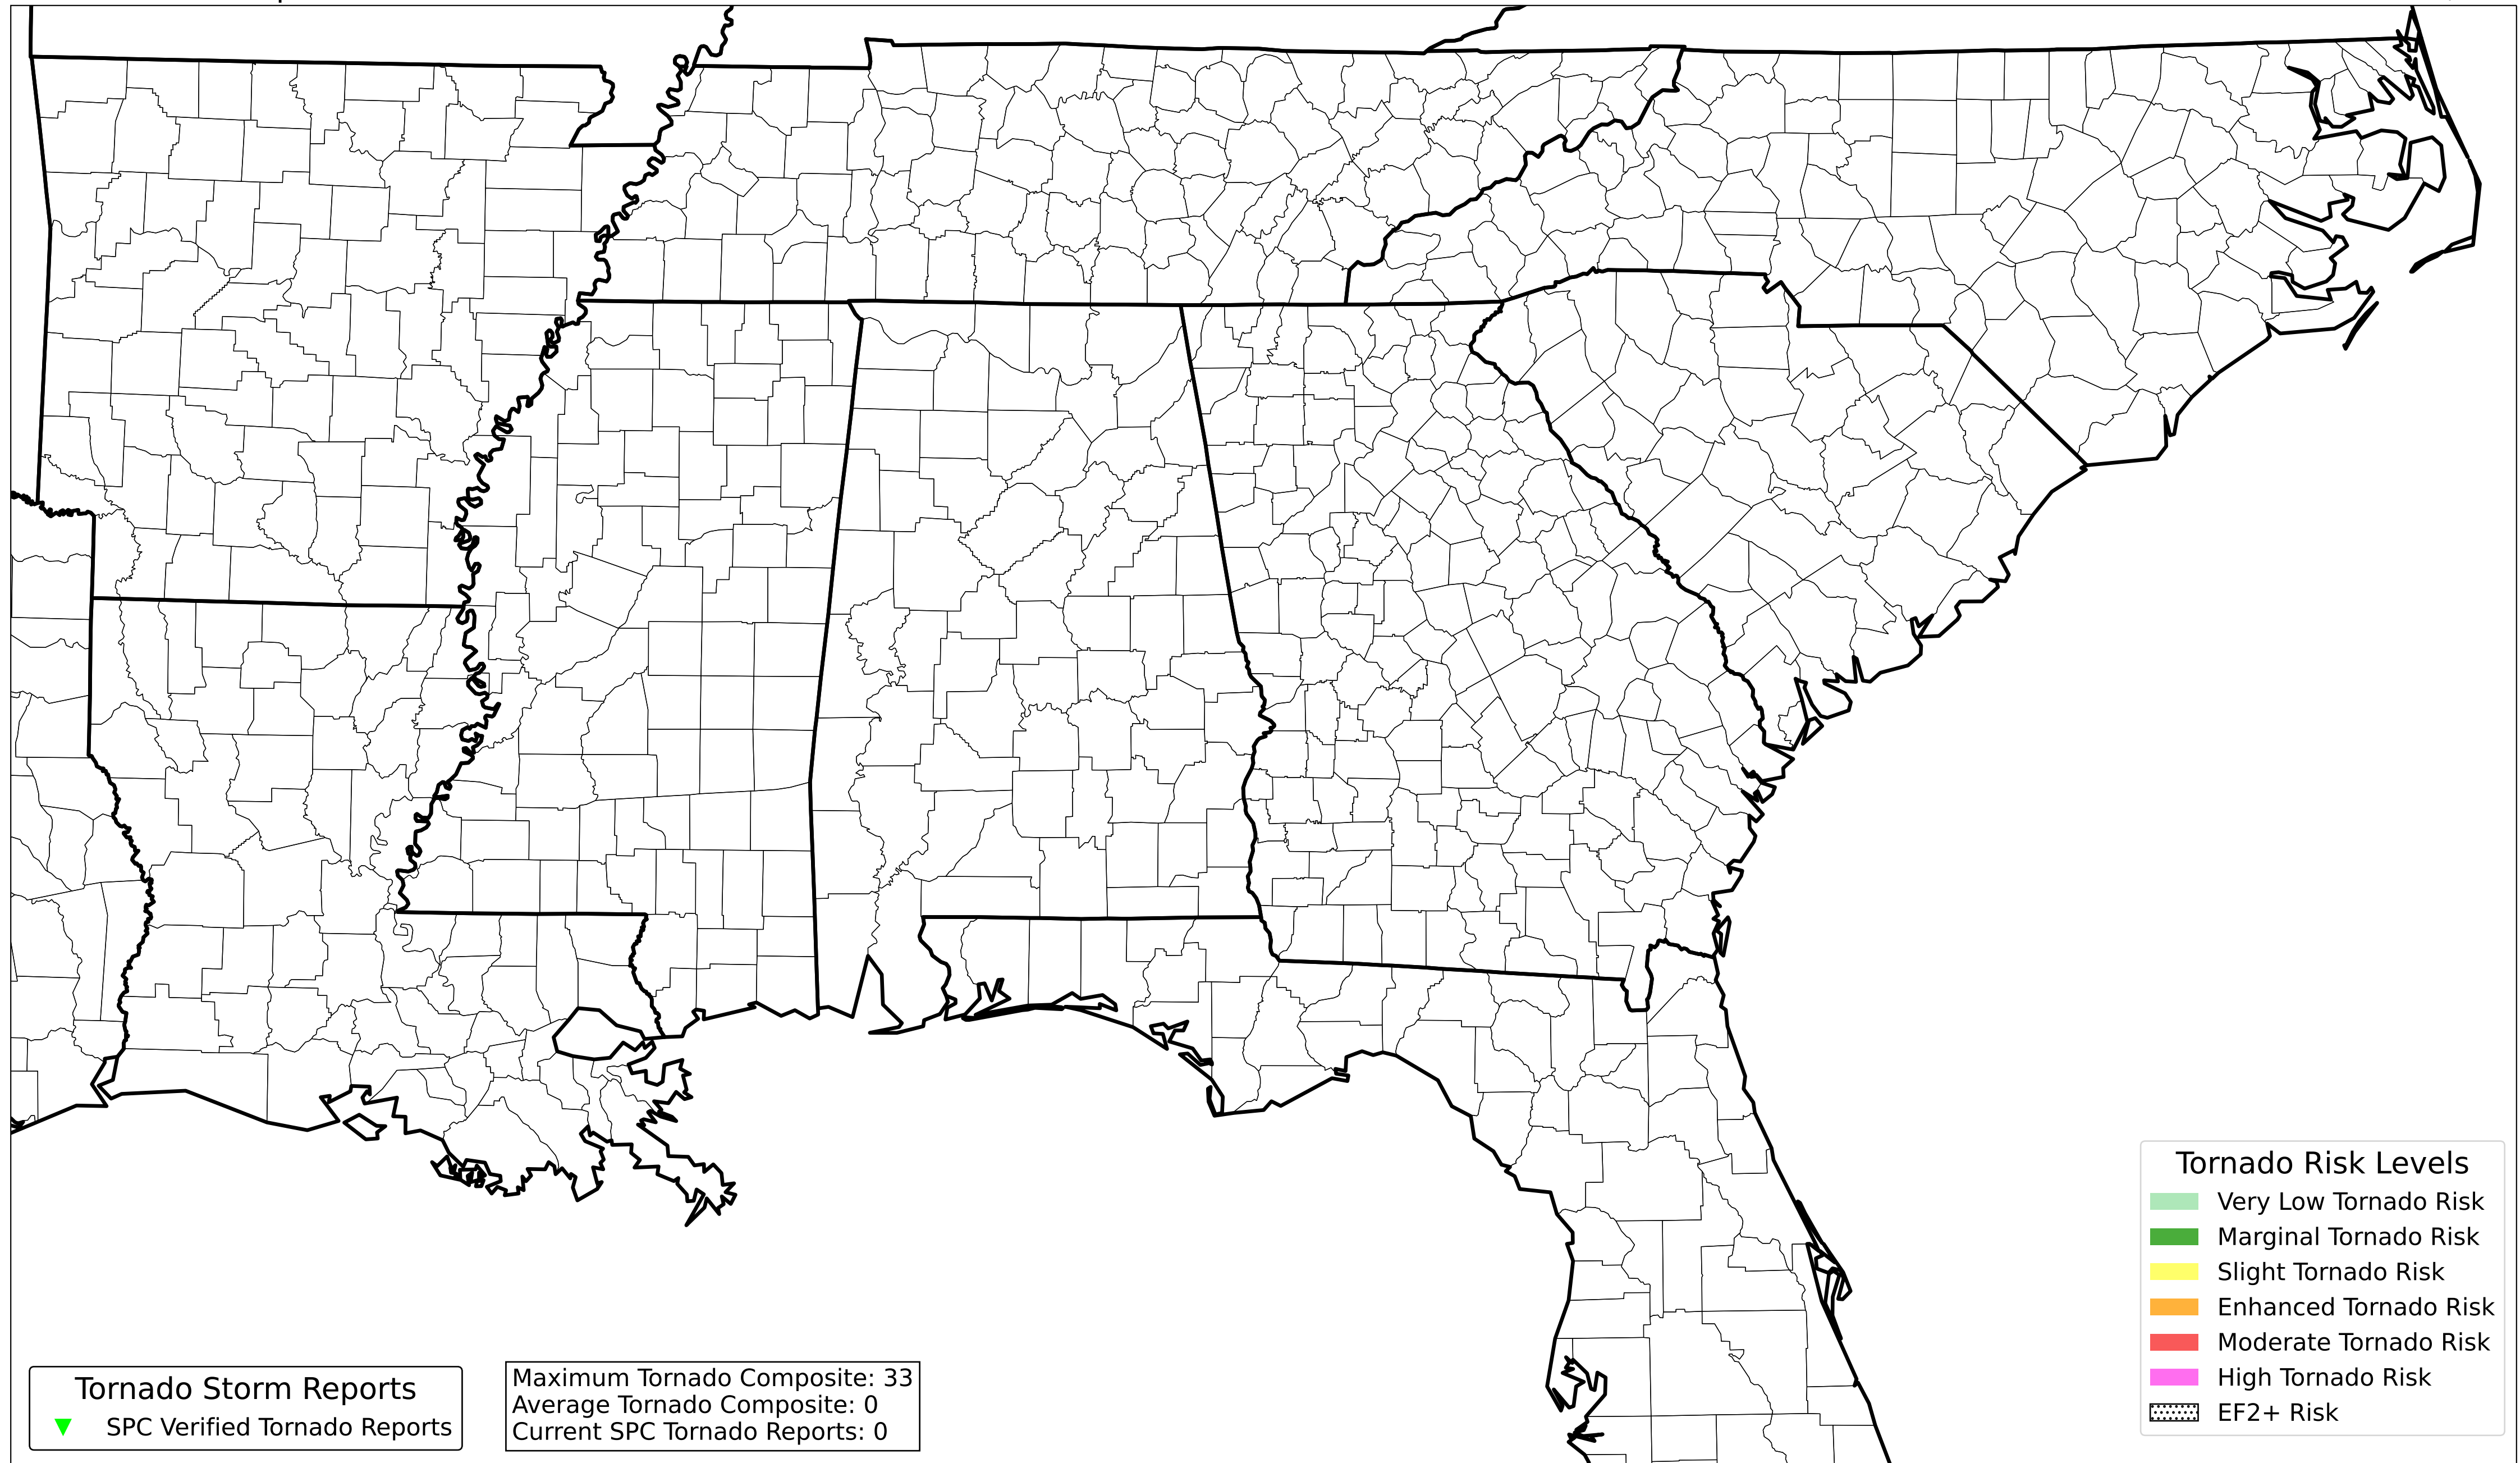 Tornado Risk Levels
Very Low Tornado Risk
Marginal Tornado Risk
Slight Tornado Risk
Enhanced Tornado Risk
Moderate Tornado Risk
High Tornado Risk
EF2+ Risk
Tornado Storm Reports
SPC Verified Tornado Reports
Maximum Tornado Composite: 33
Average Tornado Composite: 0
Current SPC Tornado Reports: 0